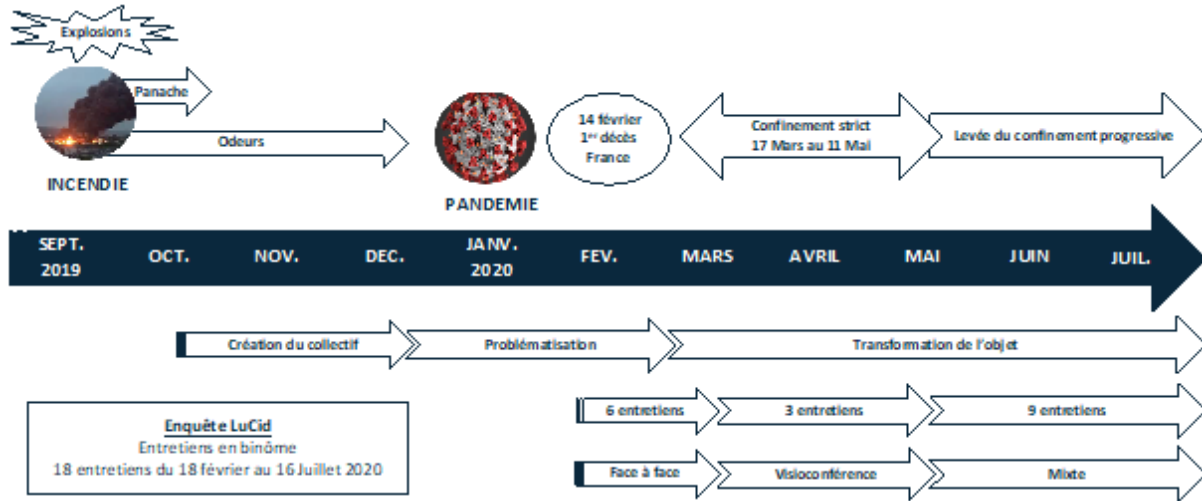 Explosions
Panache
Odeurs
INCENDIE
PANDEMIE
14 février
1er décès
France
Confinement strict
17 Mars au 11 Mai
Levée du confinement progressive
SEPT.
2019
OCT.
NOV.
DEC.
JANV.
2020
FEV.
MARS
AVRIL
MAI
JUIN
JUIL.
Création du collectif
Problématisation
Transformation de l'objet
6 entretiens
3 entretiens
9 entretiens
Enquête LuCid
Entretiens en binôme
18 entretiens du 18 février au 16 Juillet 2020
Face à face
Visioconférence
Mixte